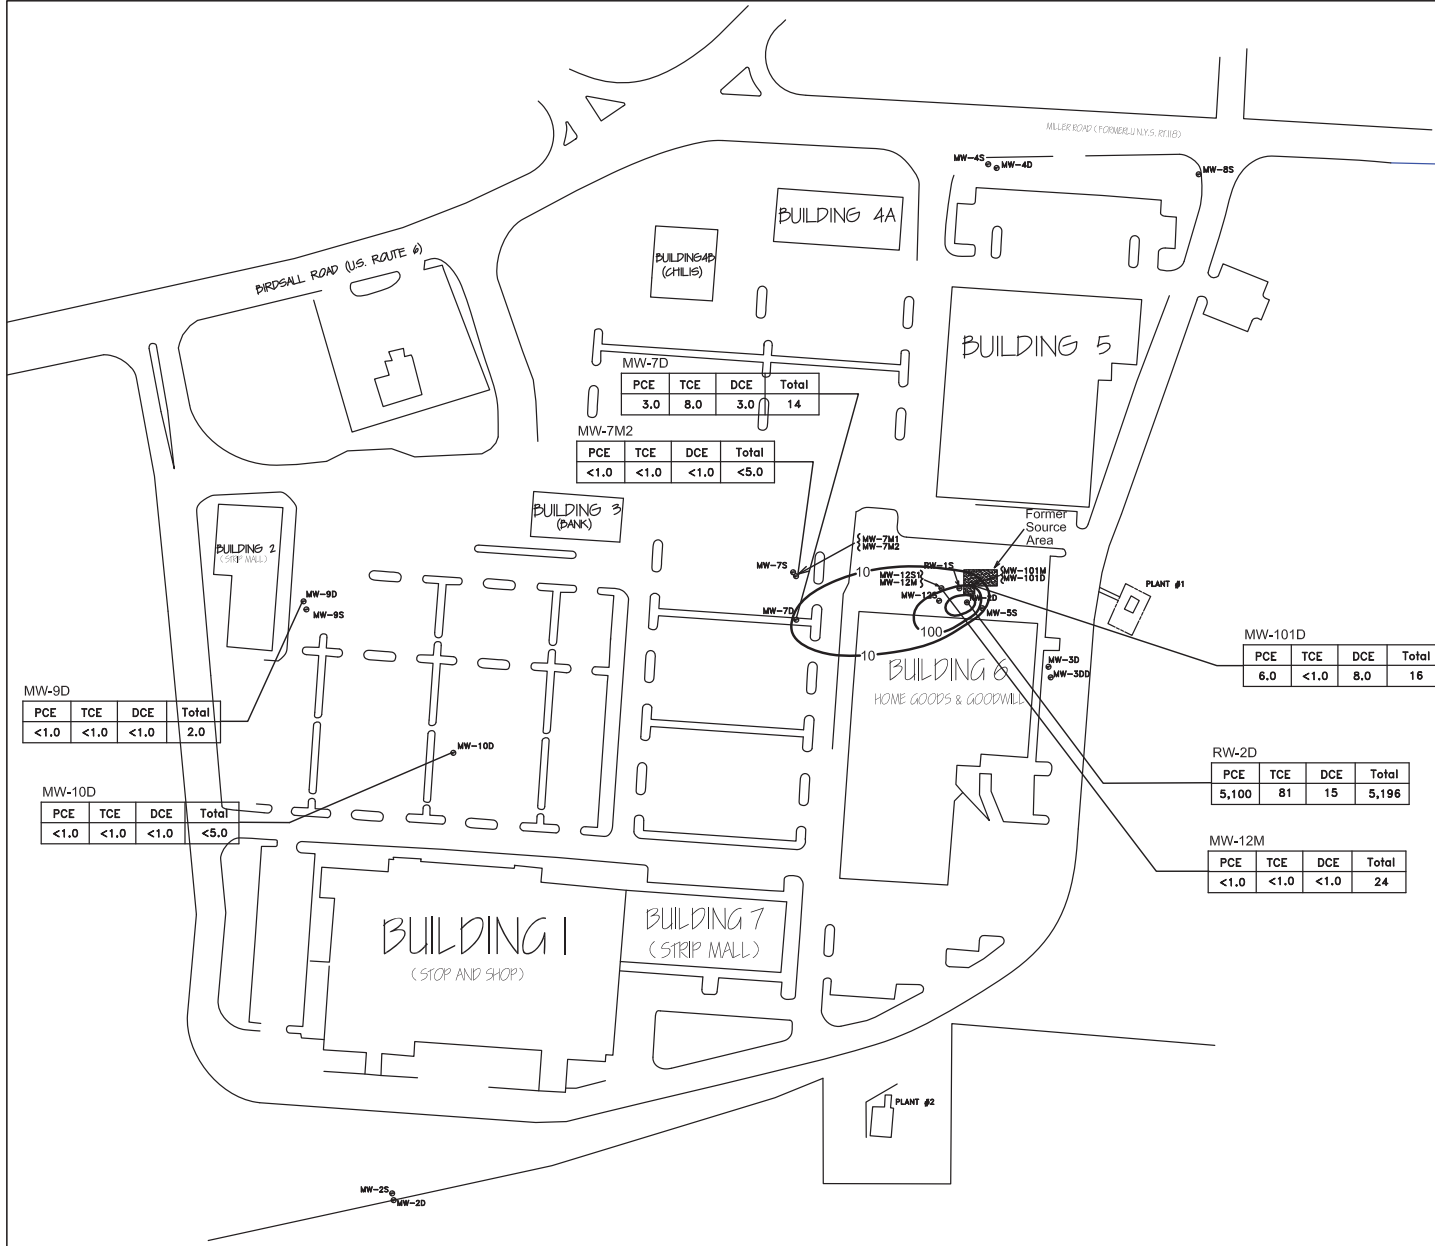 MILLER ROAD ( FORMERLU N.Y.S. RT118)
MW-4S
MW-4D
MW-8S
BUILDING 4A
BUILDING4B
(CHILIS)
BIRDSALL ROAD (U.S. ROUTE 6)
BUILDING 5
MW-7D
PCE TCE DCE Total
3.0 8.0 3.0 14
MW-7M2
PCE TCE DCE Total
<1.0 <1.0 <1.0 <5.0
BUILDING 3
(BANK)
BUILDING 2
(STRIP MALL)
Former
Source
Area
MW-7M1
MW-7M2
MW-7S
10
RW-1S
MW-12S1
MW-12M
MW-101M
MW-101D
MW-12S
RW-2D
MW-5S
MW-7D
100
10
PLANT #1
MW-9D
MW-9S
BUILDING 6
HOME GOODS & GOODWILL
MW-3D
MW-3DD
MW-101D
PCE TCE DCE Total
6.0 <1.0 8.0 16
MW-9D
PCE TCE DCE Total
<1.0 <1.0 <1.0 2.0
MW-10D
RW-2D
PCE TCE DCE Total
5,100 81 15 5,196
MW-10D
PCE TCE DCE Total
<1.0 <1.0 <1.0 <5.0
MW-12M
PCE TCE DCE Total
<1.0 <1.0 <1.0 24
BUILDING 1
(STOP AND SHOP)
BUILDING 7
(STRIP MALL)
PLANT #2
MW-2S
MW-2D